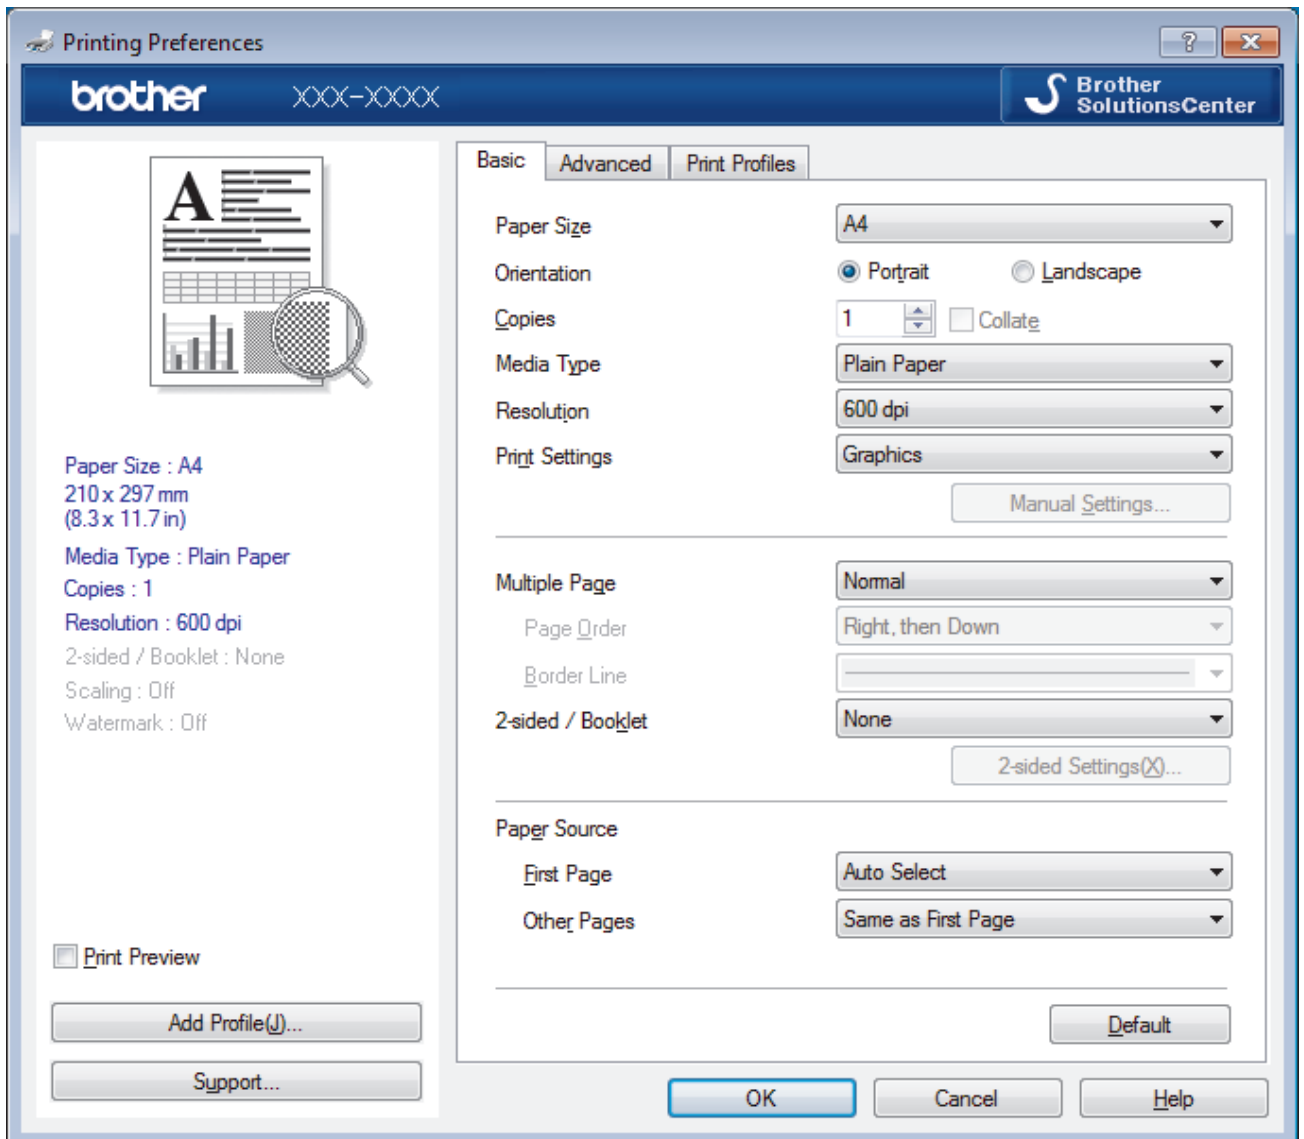 Printing Preferences
brother XXX-XXXX Brother SolutionsCenter
Basic Advanced Print Profiles
A
Paper Size A4
Orientation Portrait Landscape
Copies 1 Collate
Media Type Plain Paper
Resolution 600 dpi
Print Settings Graphics
Manual Settings...
Paper Size : A4
210 x 297 mm
(8.3 x 11.7 in)
Media Type : Plain Paper
Copies : 1
Resolution : 600 dpi
2-sided / Booklet : None
Scaling : Off
Watermark : Off
Multiple Page Normal
Page Order Right, then Down
Border Line
2-sided / Booklet None
2-sided Settings(X)...
Paper Source
First Page Auto Select
Other Pages Same as First Page
Print Preview
Add Profile(J)...
Support...
Default
OK Cancel Help